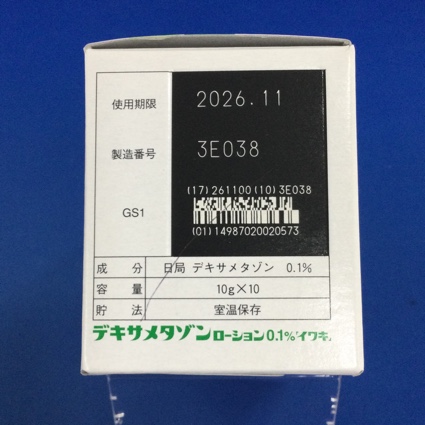 使用期限 2026.11
製造番号 3E038
GS1
(17)261100(10)3E038
(01)14987020020573
成 分 日局 デキサメタゾン 0.1%
容 量 10g×10
貯 法 室温保存
デキサメタゾンローション0.1%「イワキ」